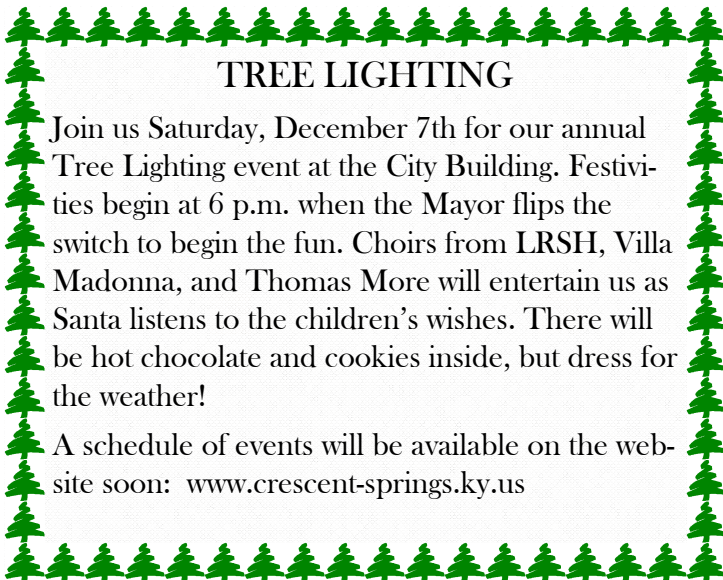 TREE LIGHTING
Join us Saturday, December 7th for our annual
Tree Lighting event at the City Building. Festivi-
ties begin at 6 p.m. when the Mayor flips the
switch to begin the fun. Choirs from LRSH, Villa
Madonna, and Thomas More will entertain us as
Santa listens to the children’s wishes. There will
be hot chocolate and cookies inside, but dress for
the weather!
A schedule of events will be available on the web-
site soon:  www.crescent-springs.ky.us